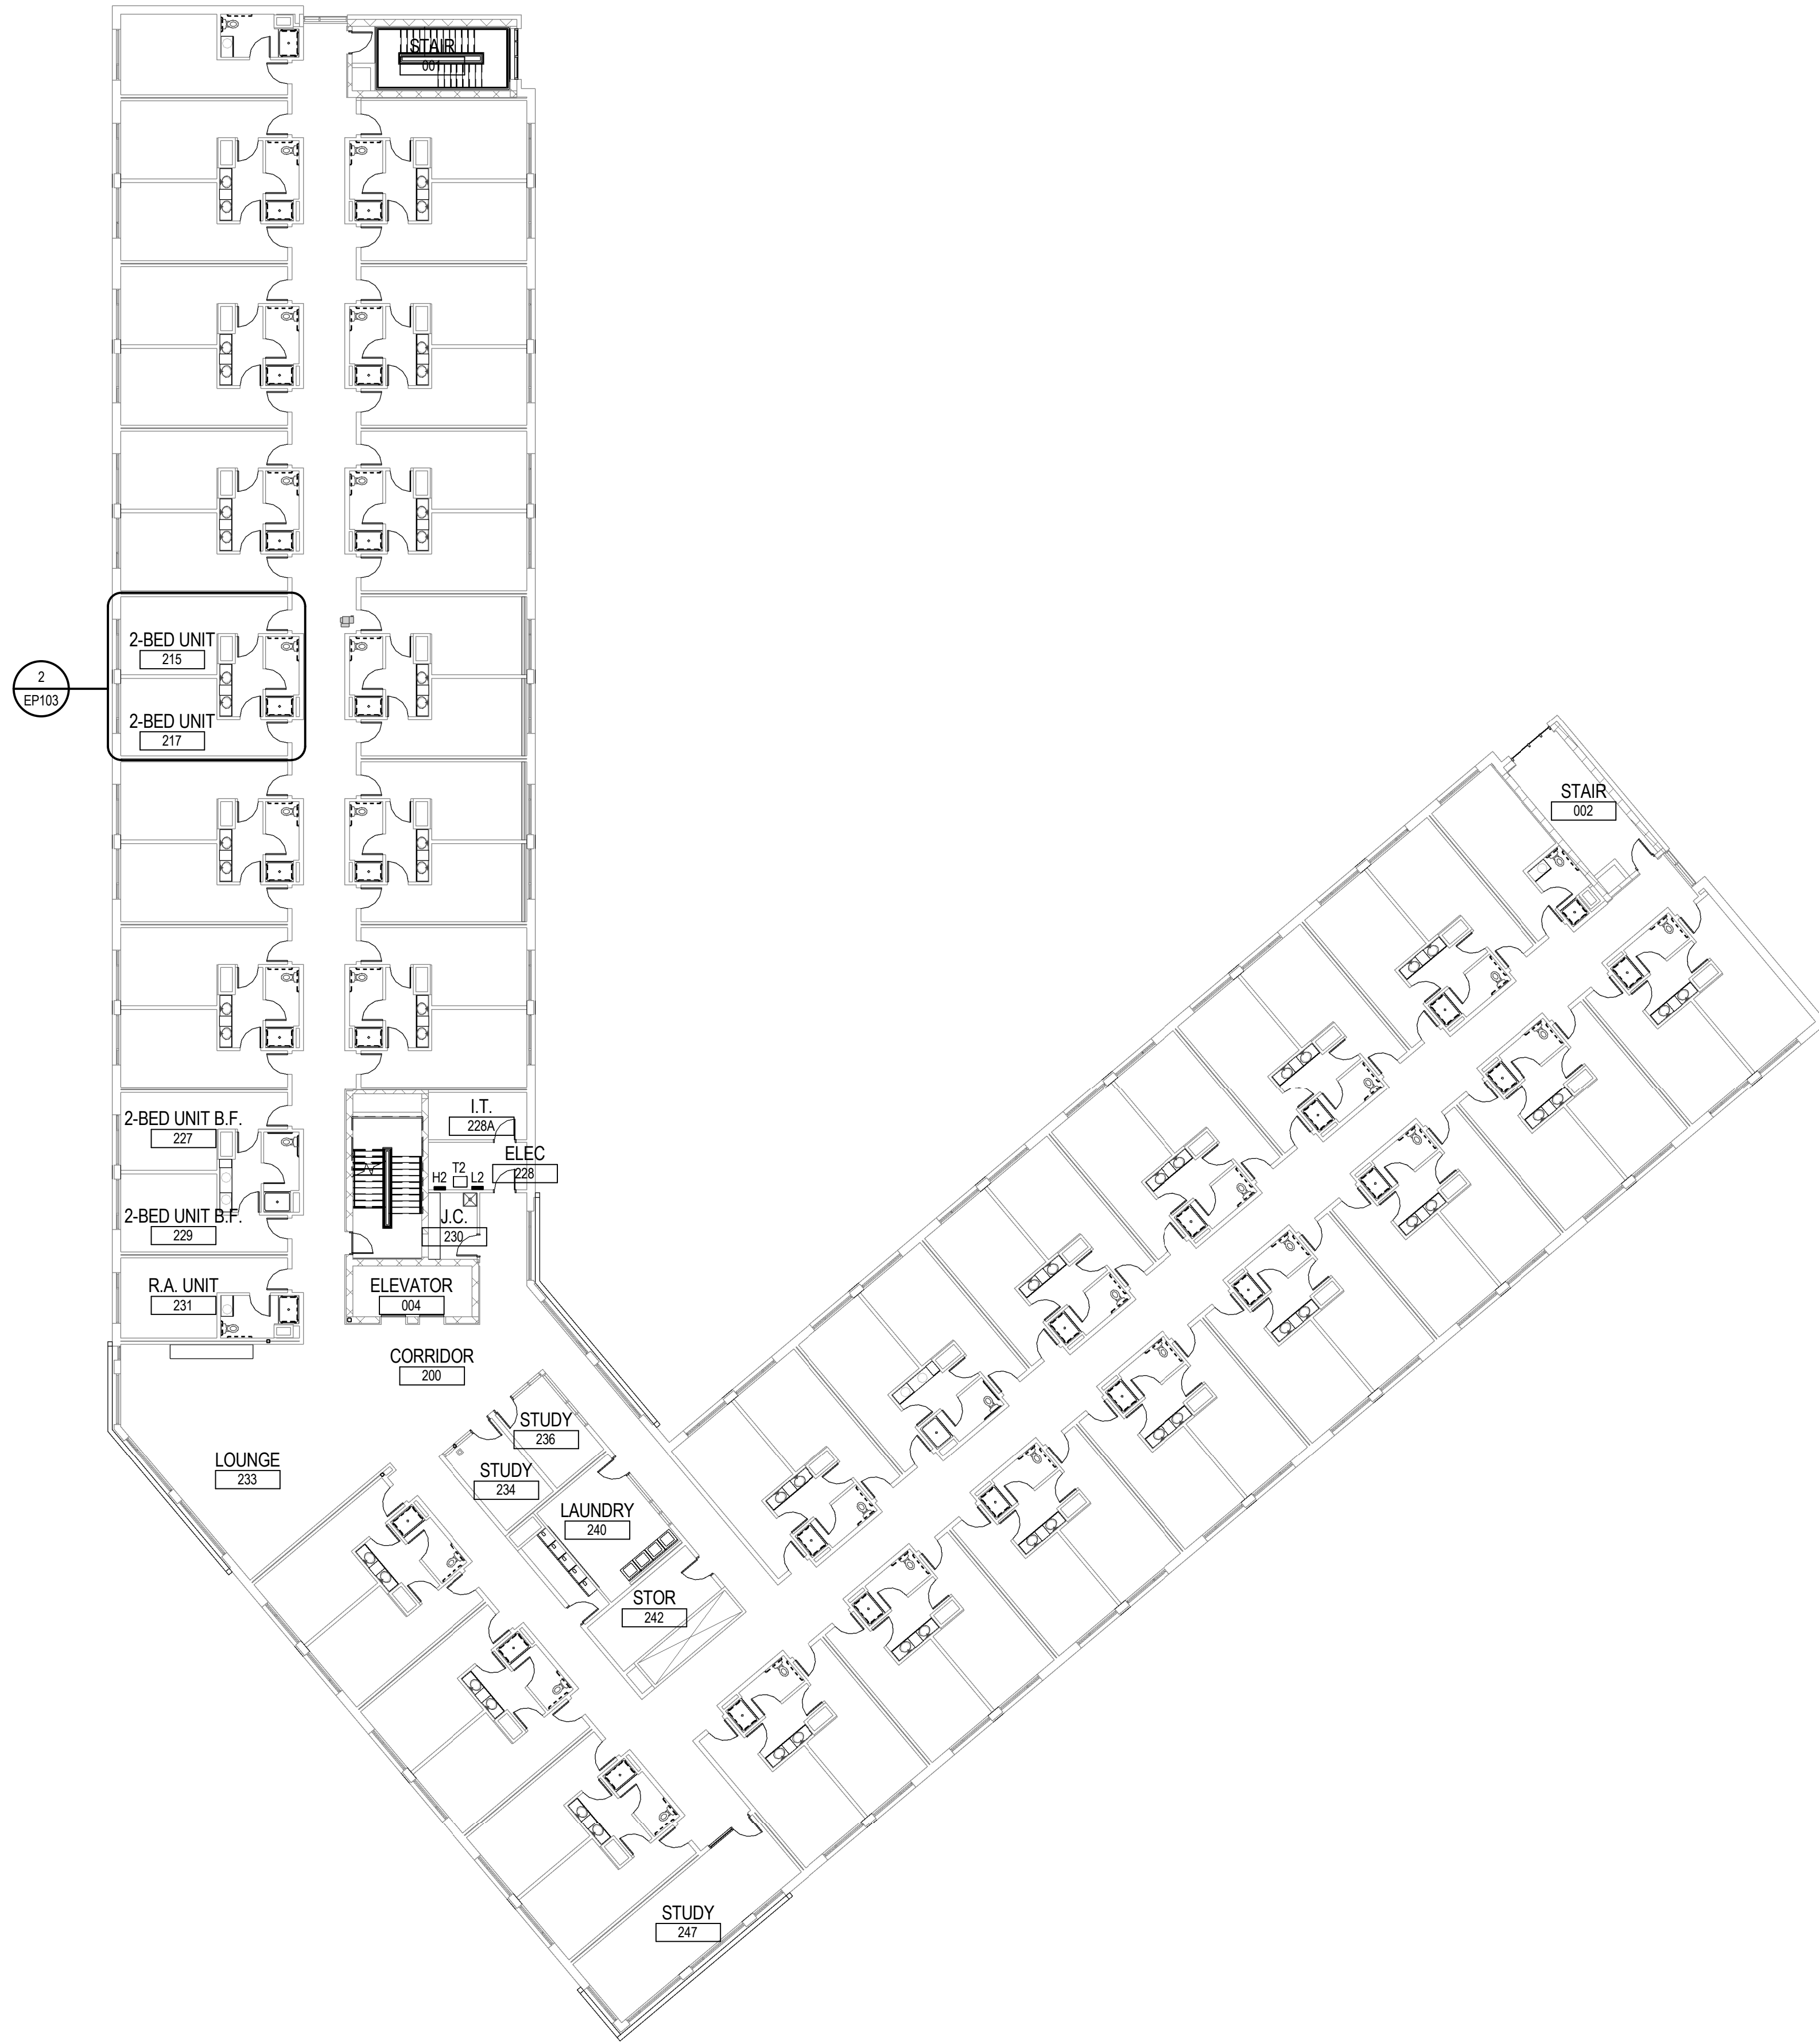 STAIR
001
2-BED UNIT
215
2
EP103
2-BED UNIT
217
STAIR
002
2-BED UNIT B.F.
227
I.T.
228A
ELEC
228
H2
T2
L2
2-BED UNIT B.F.
229
J.C.
230
R.A. UNIT
231
ELEVATOR
004
CORRIDOR
200
STUDY
236
LOUNGE
233
STUDY
234
LAUNDRY
240
STOR
242
STUDY
247